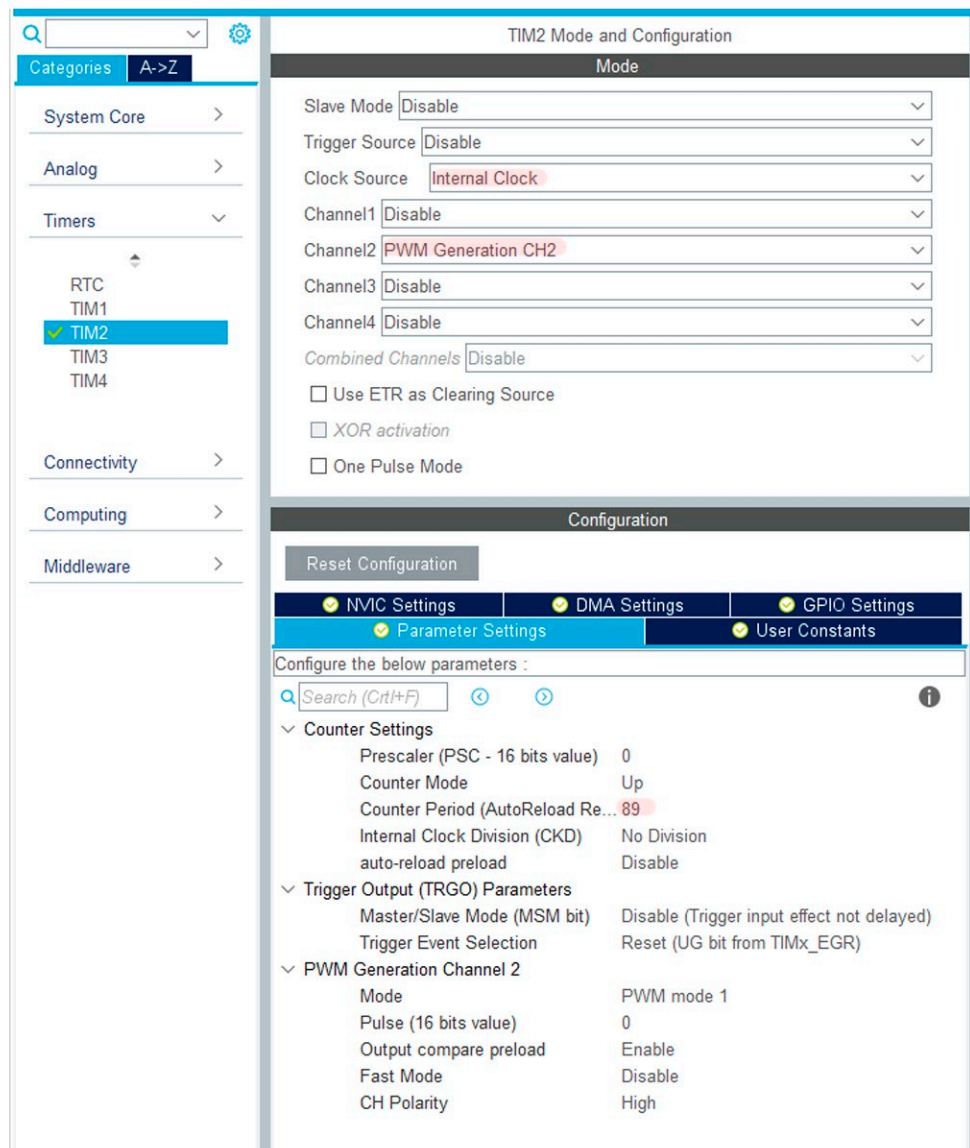 TIM2 Mode and Configuration
Categories A->Z
Mode
System Core
Analog
Timers
RTC
TIM1
TIM2
TIM3
TIM4
Connectivity
Computing
Middleware
Slave Mode Disable
Trigger Source Disable
Clock Source Internal Clock
Channel1 Disable
Channel2 PWM Generation CH2
Channel3 Disable
Channel4 Disable
Combined Channels Disable
Use ETR as Clearing Source
XOR activation
One Pulse Mode
Configuration
Reset Configuration
NVIC Settings DMA Settings GPIO Settings
Parameter Settings User Constants
Configure the below parameters :
Search (Crtl+F)
Counter Settings
Prescaler (PSC - 16 bits value) 0
Counter Mode Up
Counter Period (AutoReload Re... 89
Internal Clock Division (CKD) No Division
auto-reload preload Disable
Trigger Output (TRGO) Parameters
Master/Slave Mode (MSM bit) Disable (Trigger input effect not delayed)
Trigger Event Selection Reset (UG bit from TIMx_EGR)
PWM Generation Channel 2
Mode PWM mode 1
Pulse (16 bits value) 0
Output compare preload Enable
Fast Mode Disable
CH Polarity High